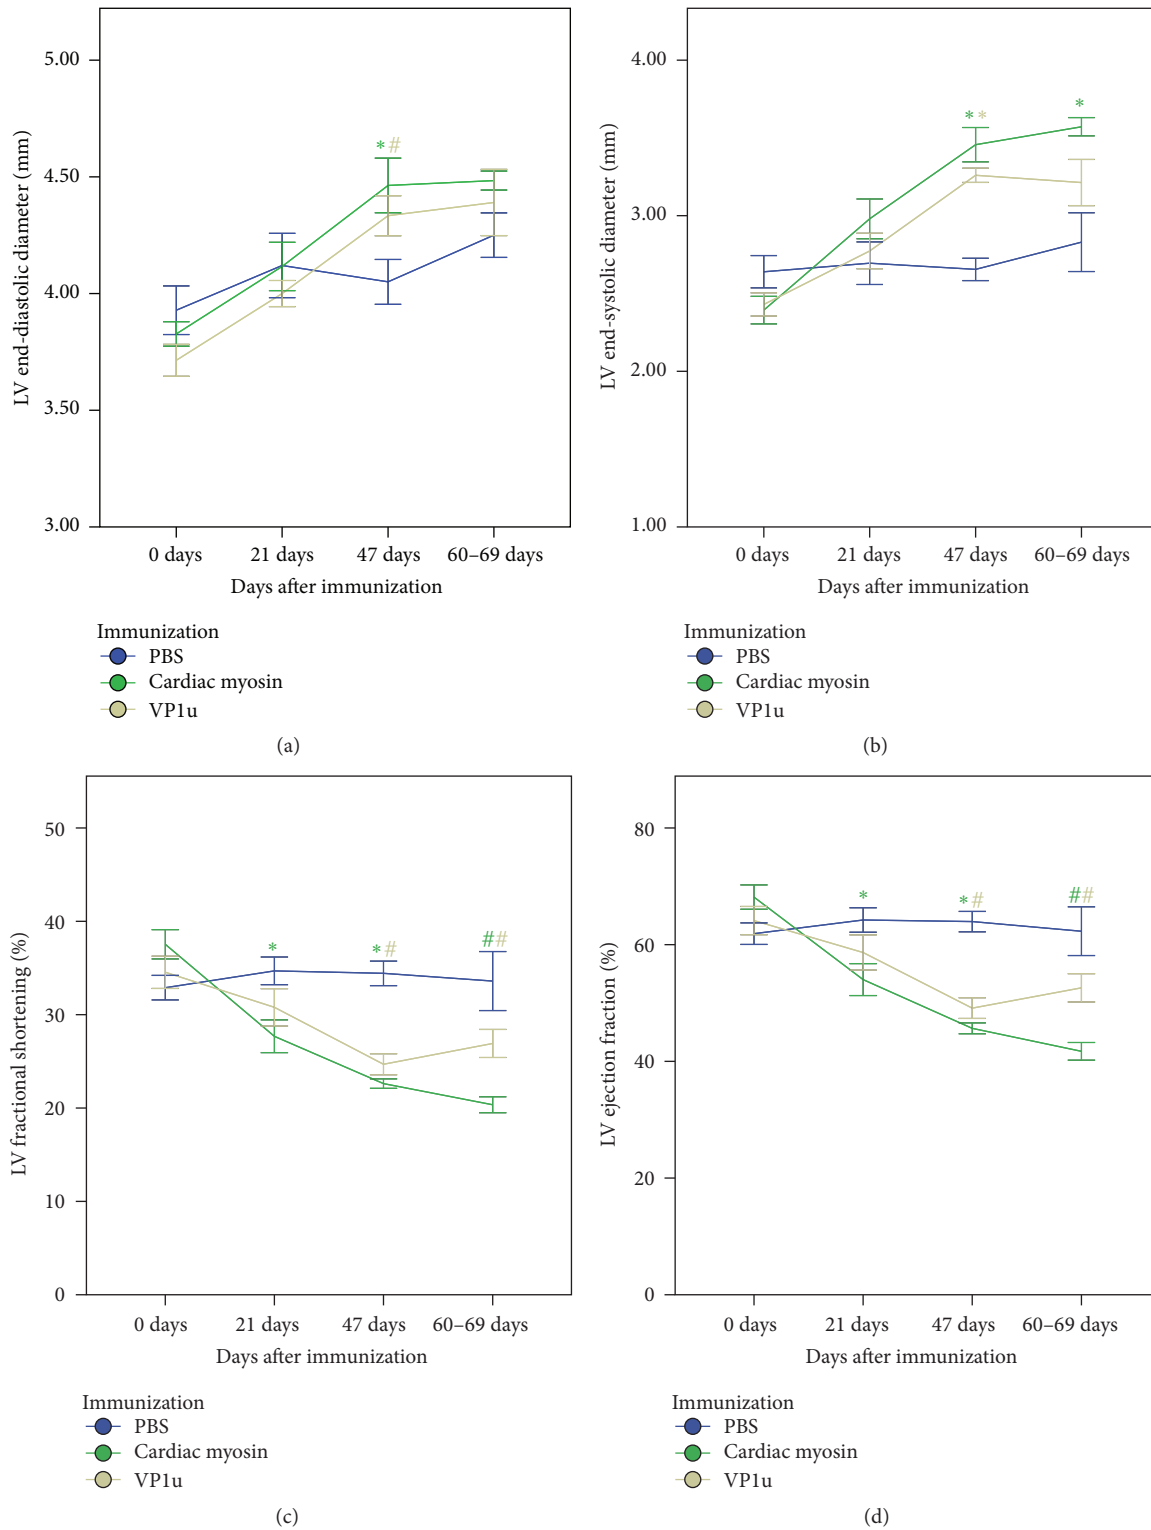 5.00
4.50
4.00
3.50
3.00
LV end-diastolic diameter (mm)
*#
0 days 21 days 47 days 60–69 days
Days after immunization
Immunization
PBS
Cardiac myosin
VP1u
(a)
4.00
3.00
2.00
1.00
LV end-systolic diameter (mm)
** *
0 days 21 days 47 days 60–69 days
Days after immunization
Immunization
PBS
Cardiac myosin
VP1u
(b)
50
40
30
20
10
0
LV fractional shortening (%)
* *# ##
0 days 21 days 47 days 60–69 days
Days after immunization
Immunization
PBS
Cardiac myosin
VP1u
(c)
80
60
40
20
0
LV ejection fraction (%)
* *# ##
0 days 21 days 47 days 60–69 days
Days after immunization
Immunization
PBS
Cardiac myosin
VP1u
(d)